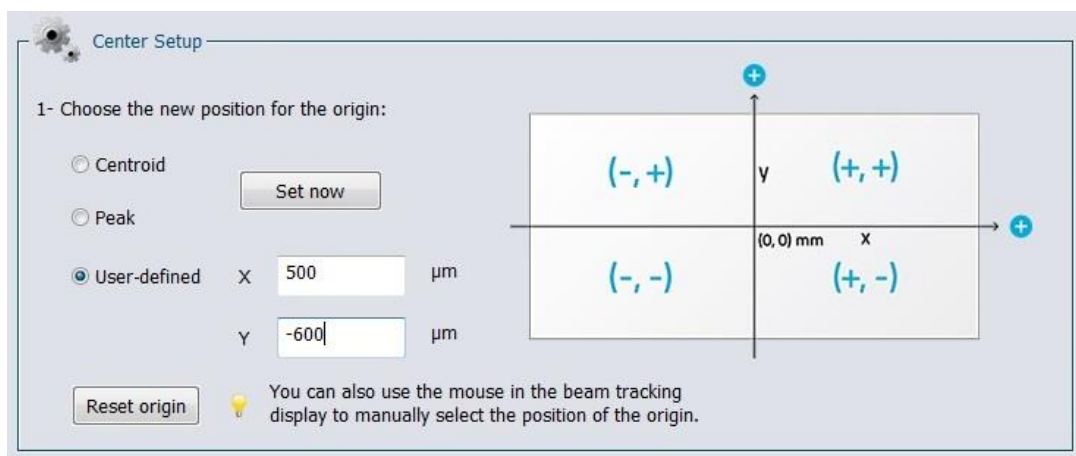 Center Setup
1- Choose the new position for the origin:
Centroid
Set now
Peak
User-defined X 500 µm
Y -600 µm
Reset origin
You can also use the mouse in the beam tracking
display to manually select the position of the origin.
+
(-, +) y (+, +)
(0, 0) mm x +
(-, -) (+, -)